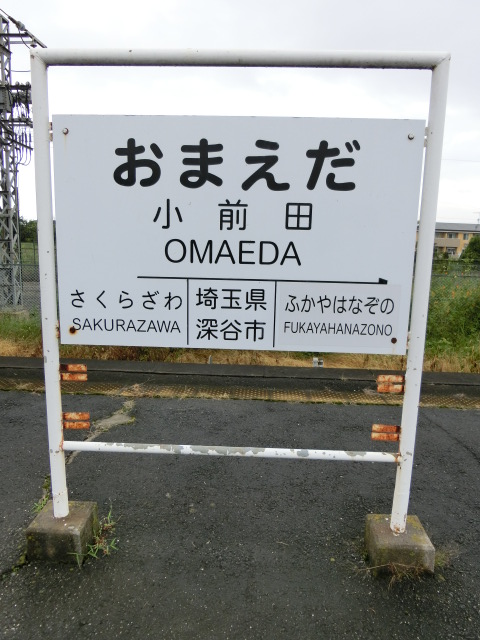 おまえだ
小前田
OMAEDA
さくらざわ
SAKURAZAWA
埼玉県
深谷市
ふかやはなぞの
FUKAYAHANAZONO